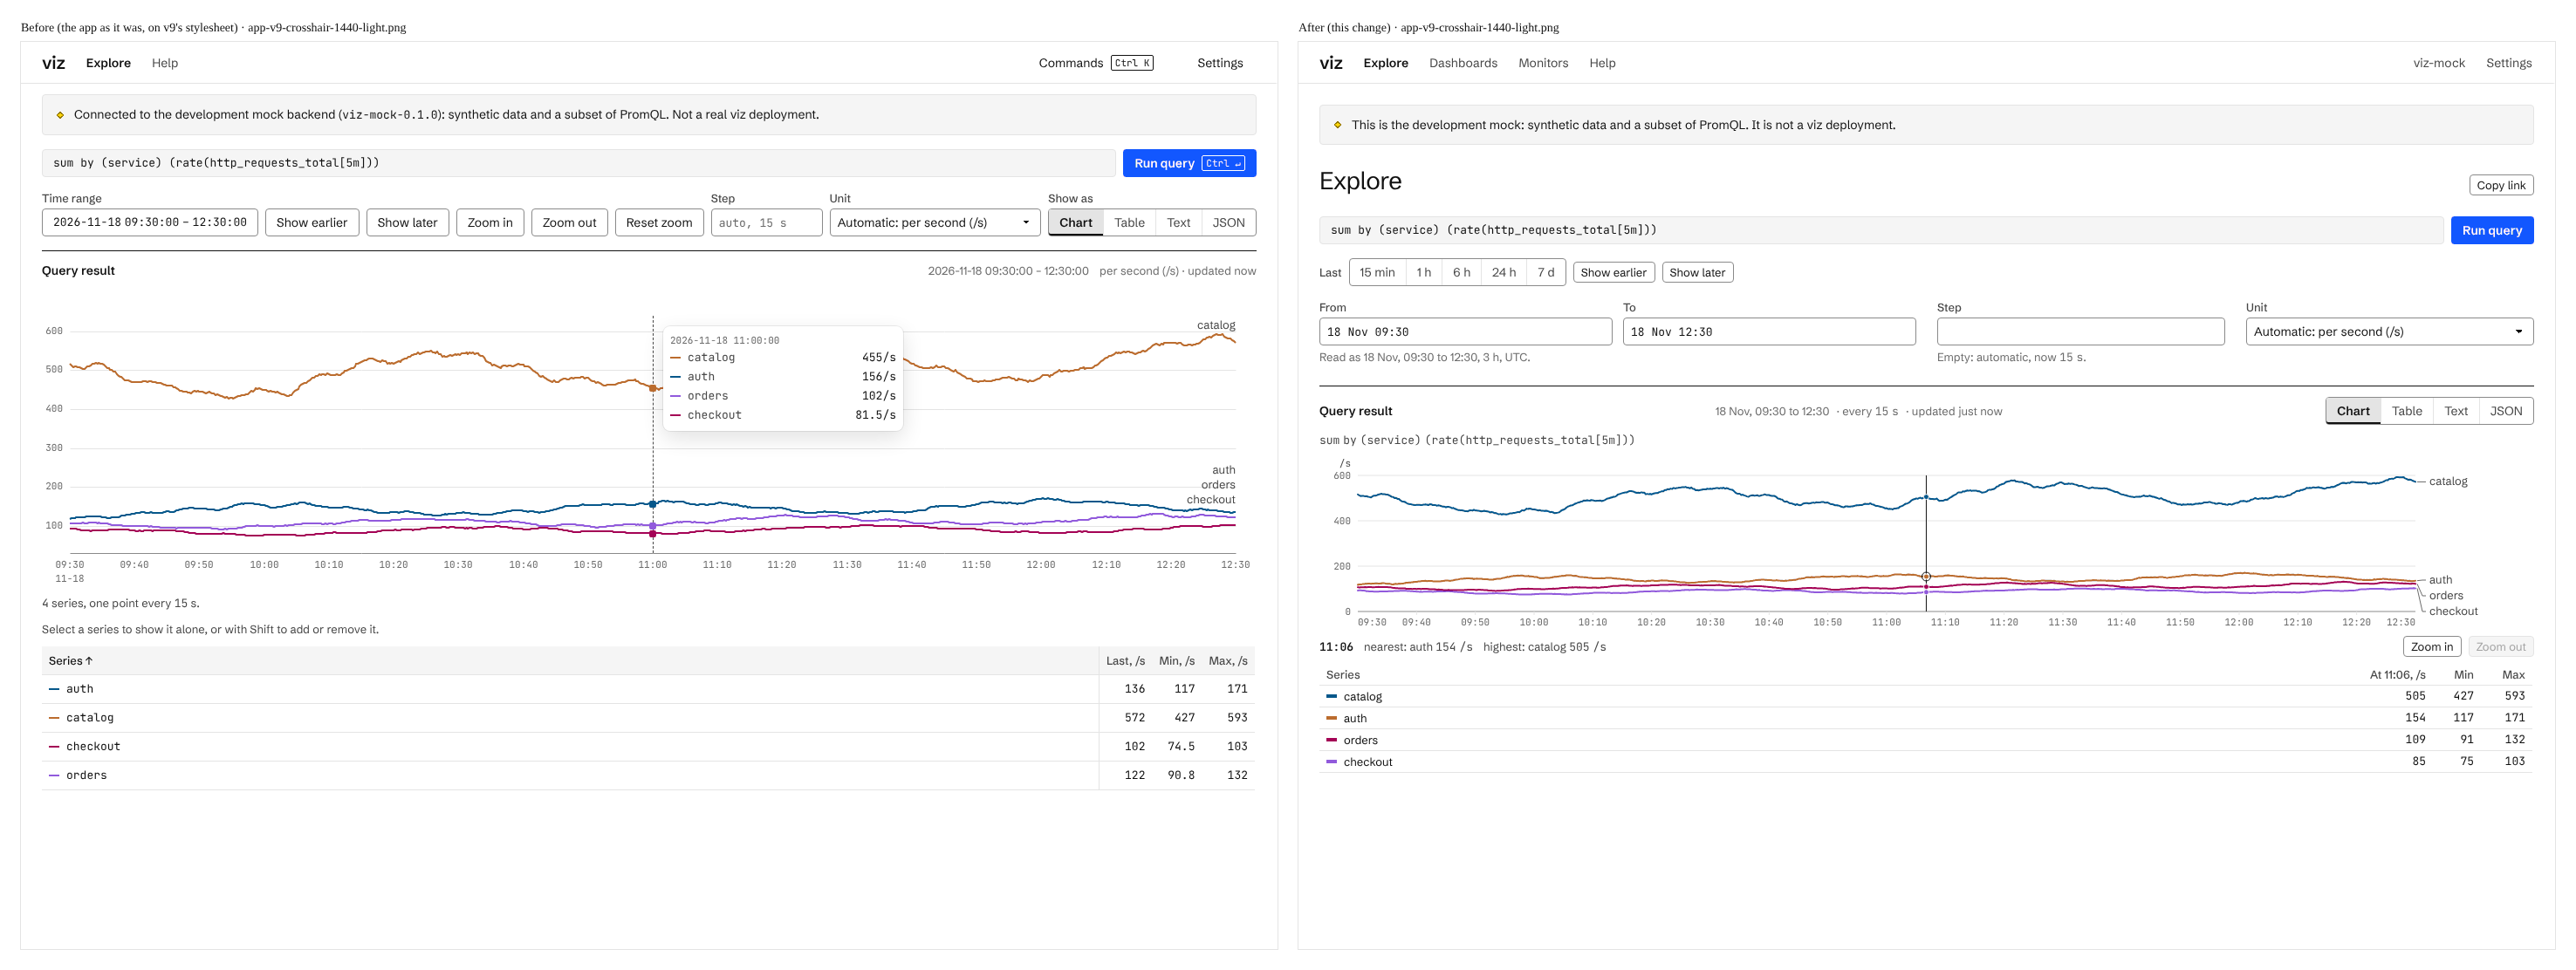 Before (the app as it was, on v9's stylesheet) · app-v9-crosshair-1440-light.png
viz Explore Help Commands Ctrl K Settings
Connected to the development mock backend (viz-mock-0.1.0): synthetic data and a subset of PromQL. Not a real viz deployment.
sum by (service) (rate(http_requests_total[5m])) Run query Ctrl ↵
Time range Step Unit Show as
2026-11-18 09:30:00 – 12:30:00 Show earlier Show later Zoom in Zoom out Reset zoom auto, 15 s Automatic: per second (/s) Chart Table Text JSON
Query result 2026-11-18 09:30:00 – 12:30:00 per second (/s) · updated now
600
500
400
300
200
100
catalog
auth
orders
checkout
2026-11-18 11:00:00
catalog 455/s
auth 156/s
orders 102/s
checkout 81.5/s
09:30 09:40 09:50 10:00 10:10 10:20 10:30 10:40 10:50 11:00 11:10 11:20 11:30 11:40 11:50 12:00 12:10 12:20 12:30
11-18
4 series, one point every 15 s.
Select a series to show it alone, or with Shift to add or remove it.
Series ↑ Last, /s Min, /s Max, /s
auth 136 117 171
catalog 572 427 593
checkout 102 74.5 103
orders 122 90.8 132
After (this change) · app-v9-crosshair-1440-light.png
viz Explore Dashboards Monitors Help viz-mock Settings
This is the development mock: synthetic data and a subset of PromQL. It is not a viz deployment.
Explore Copy link
sum by (service) (rate(http_requests_total[5m])) Run query
Last 15 min 1 h 6 h 24 h 7 d Show earlier Show later
From To Step Unit
18 Nov 09:30 18 Nov 12:30 Automatic: per second (/s)
Read as 18 Nov, 09:30 to 12:30, 3 h, UTC. Empty: automatic, now 15 s.
Query result 18 Nov, 09:30 to 12:30 · every 15 s · updated just now Chart Table Text JSON
sum by (service) (rate(http_requests_total[5m]))
/s
600
400
200
0
catalog
auth
orders
checkout
09:30 09:40 09:50 10:00 10:10 10:20 10:30 10:40 10:50 11:00 11:10 11:20 11:30 11:40 11:50 12:00 12:10 12:20 12:30
11:06 nearest: auth 154 /s highest: catalog 505 /s Zoom in Zoom out
Series At 11:06, /s Min Max
catalog 505 427 593
auth 154 117 171
orders 109 91 132
checkout 85 75 103